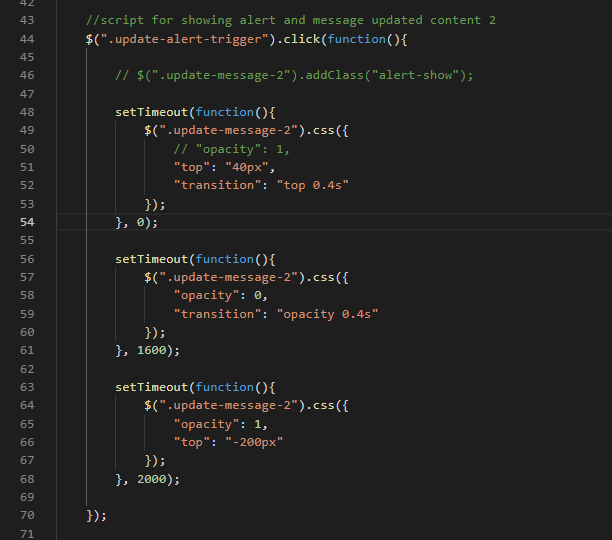 42
43 //script for showing alert and message updated content 2
44 $(".update-alert-trigger").click(function(){
45
46 // $(".update-message-2").addClass("alert-show");
47
48 setTimeout(function(){
49 $(".update-message-2").css({
50 // "opacity": 1,
51 "top": "40px",
52 "transition": "top 0.4s"
53 });
54 }, 0);
55
56 setTimeout(function(){
57 $(".update-message-2").css({
58 "opacity": 0,
59 "transition": "opacity 0.4s"
60 });
61 }, 1600);
62
63 setTimeout(function(){
64 $(".update-message-2").css({
65 "opacity": 1,
66 "top": "-200px"
67 });
68 }, 2000);
69
70 });
71